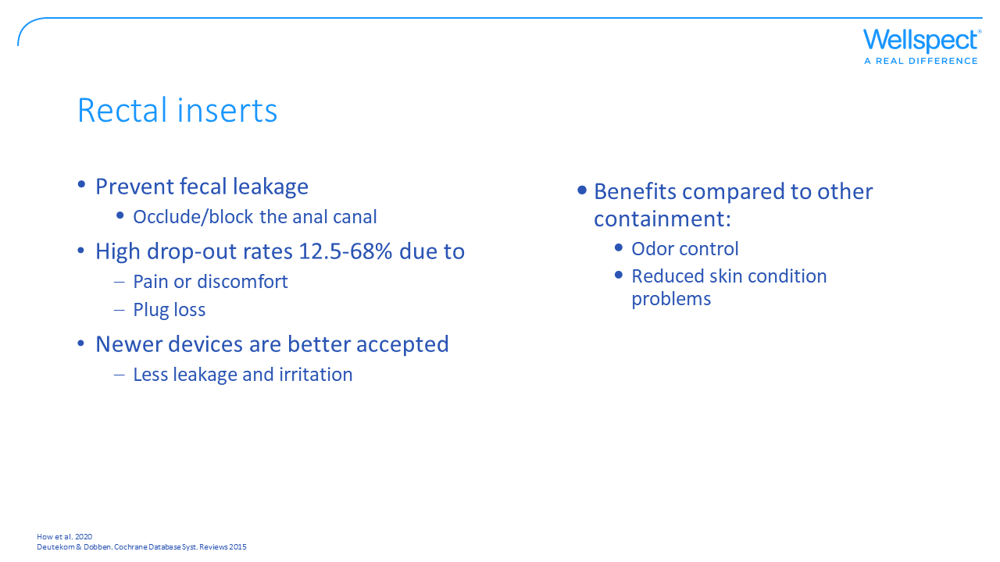 Wellspect®
A REAL DIFFERENCE
Rectal inserts
• Prevent fecal leakage
• Occlude/block the anal canal
• High drop-out rates 12.5-68% due to
– Pain or discomfort
– Plug loss
• Newer devices are better accepted
– Less leakage and irritation
• Benefits compared to other
containment:
• Odor control
• Reduced skin condition
problems
How et al. 2020
Deutekom & Dobben. Cochrane Database Syst. Reviews 2015